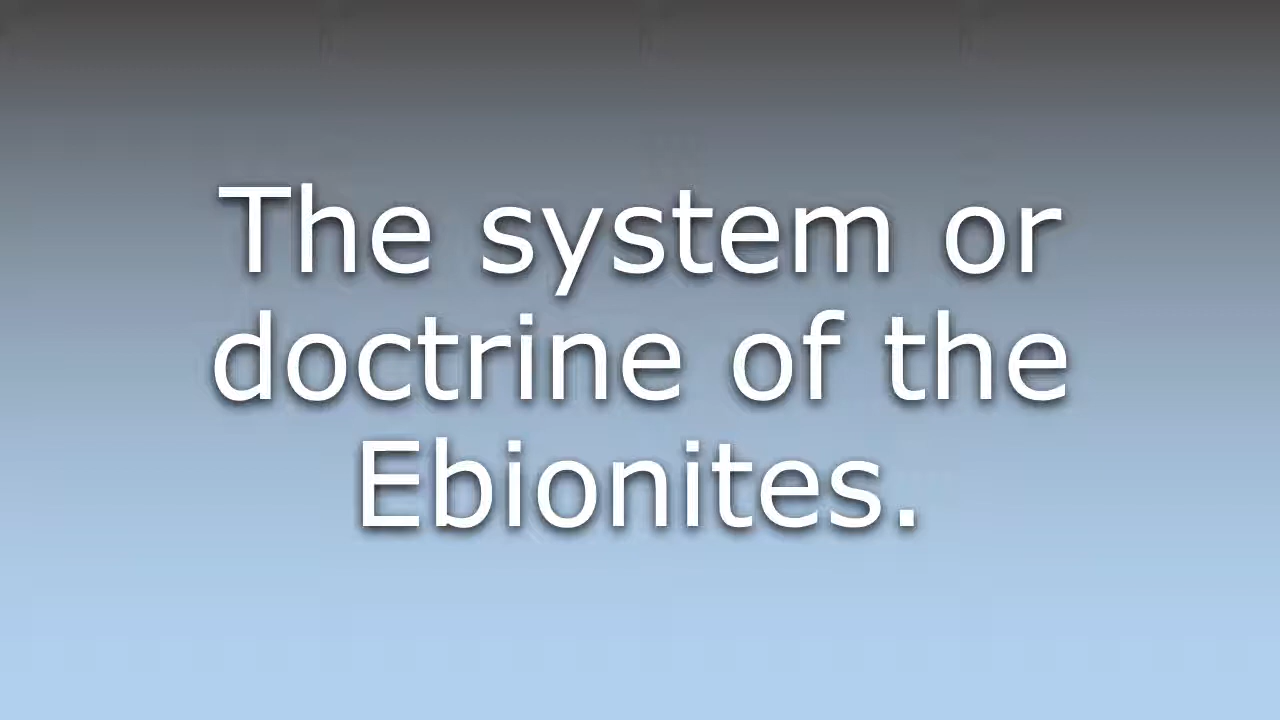 The system or
doctrine of the
Ebionites.